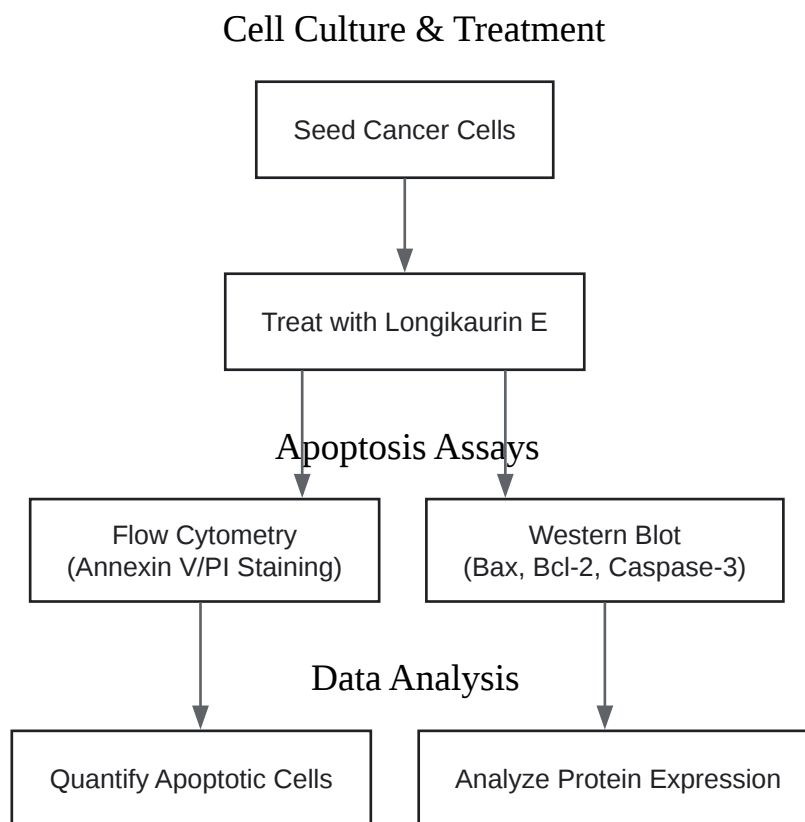 Cell Culture & Treatment
Seed Cancer Cells
Treat with Longikaurin E
Apoptosis Assays
Flow Cytometry
(Annexin V/PI Staining)
Western Blot
(Bax, Bcl-2, Caspase-3)
Data Analysis
Quantify Apoptotic Cells
Analyze Protein Expression